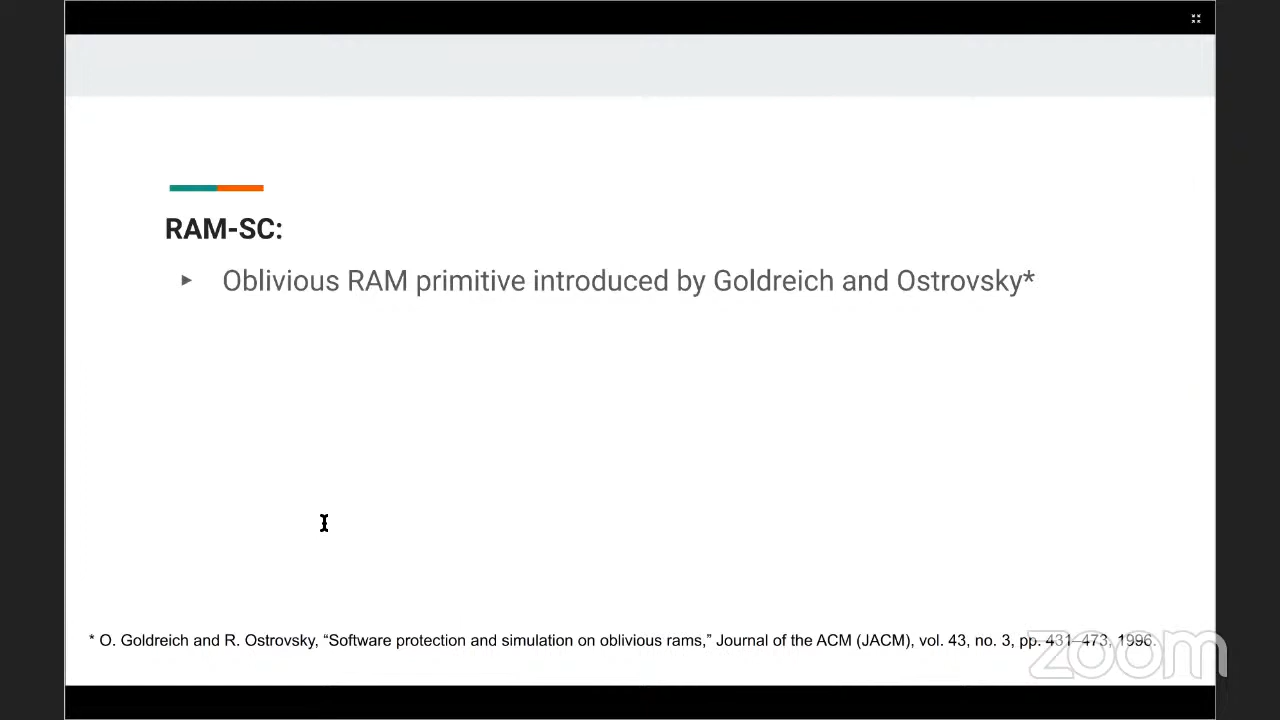 RAM-SC:
▸ Oblivious RAM primitive introduced by Goldreich and Ostrovsky*
* O. Goldreich and R. Ostrovsky, “Software protection and simulation on oblivious rams,” Journal of the ACM (JACM), vol. 43, no. 3, pp. 431–473, 1996.
zoom